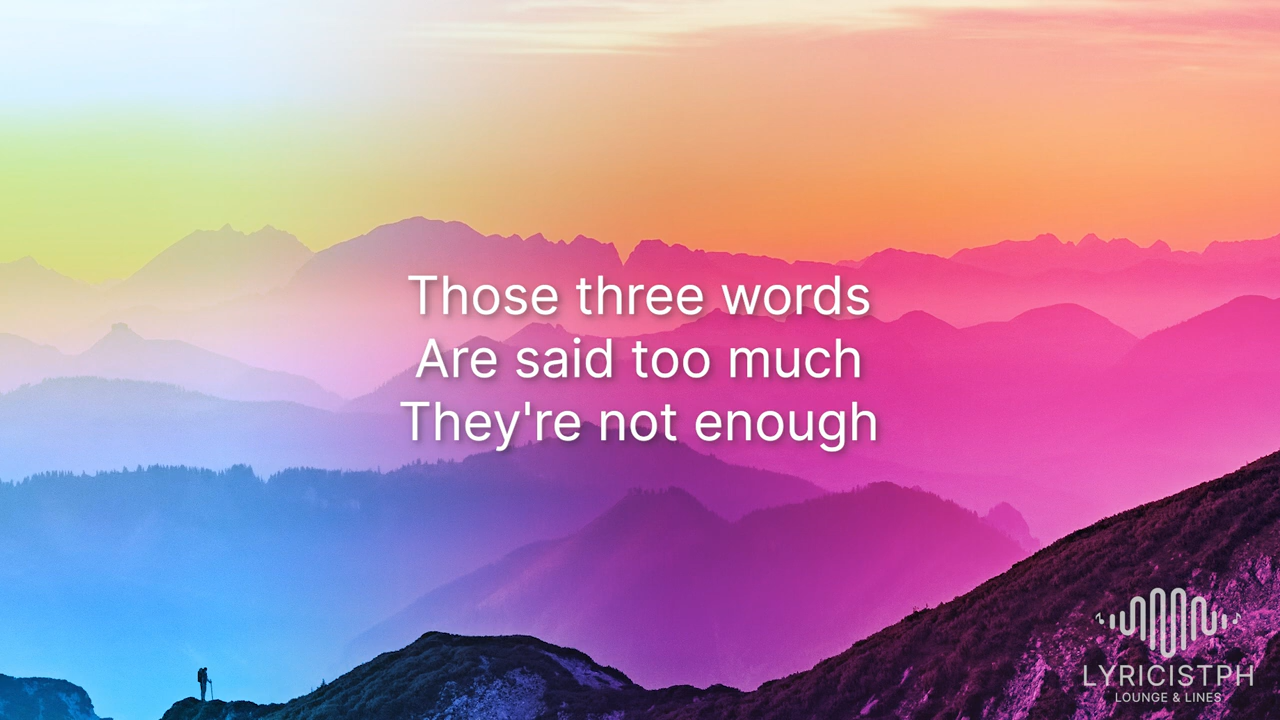 Those three words
Are said too much
They're not enough
LYRICISTPH
LOUNGE & LINES